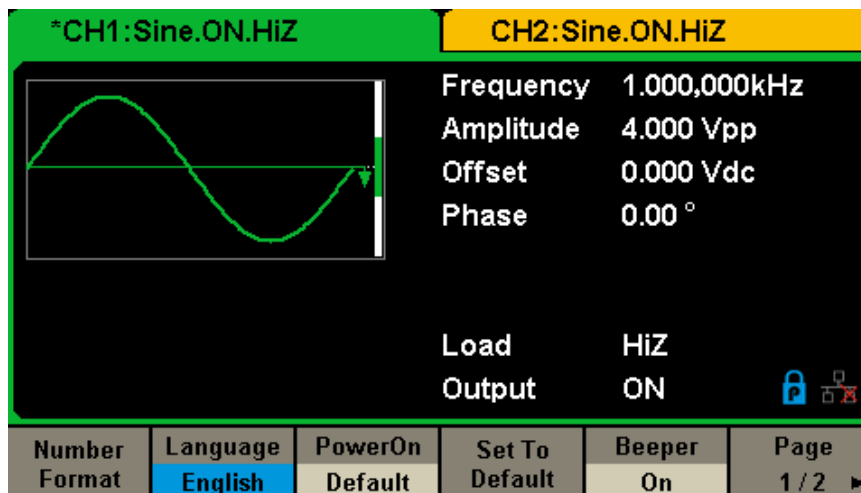 *CH1:Sine.ON.HiZ
CH2:Sine.ON.HiZ
Frequency 1.000,000kHz
Amplitude 4.000 Vpp
Offset 0.000 Vdc
Phase 0.00 °
Load HiZ
Output ON
P
Number Format
Language English
PowerOn Default
Set To Default
Beeper On
Page 1/2